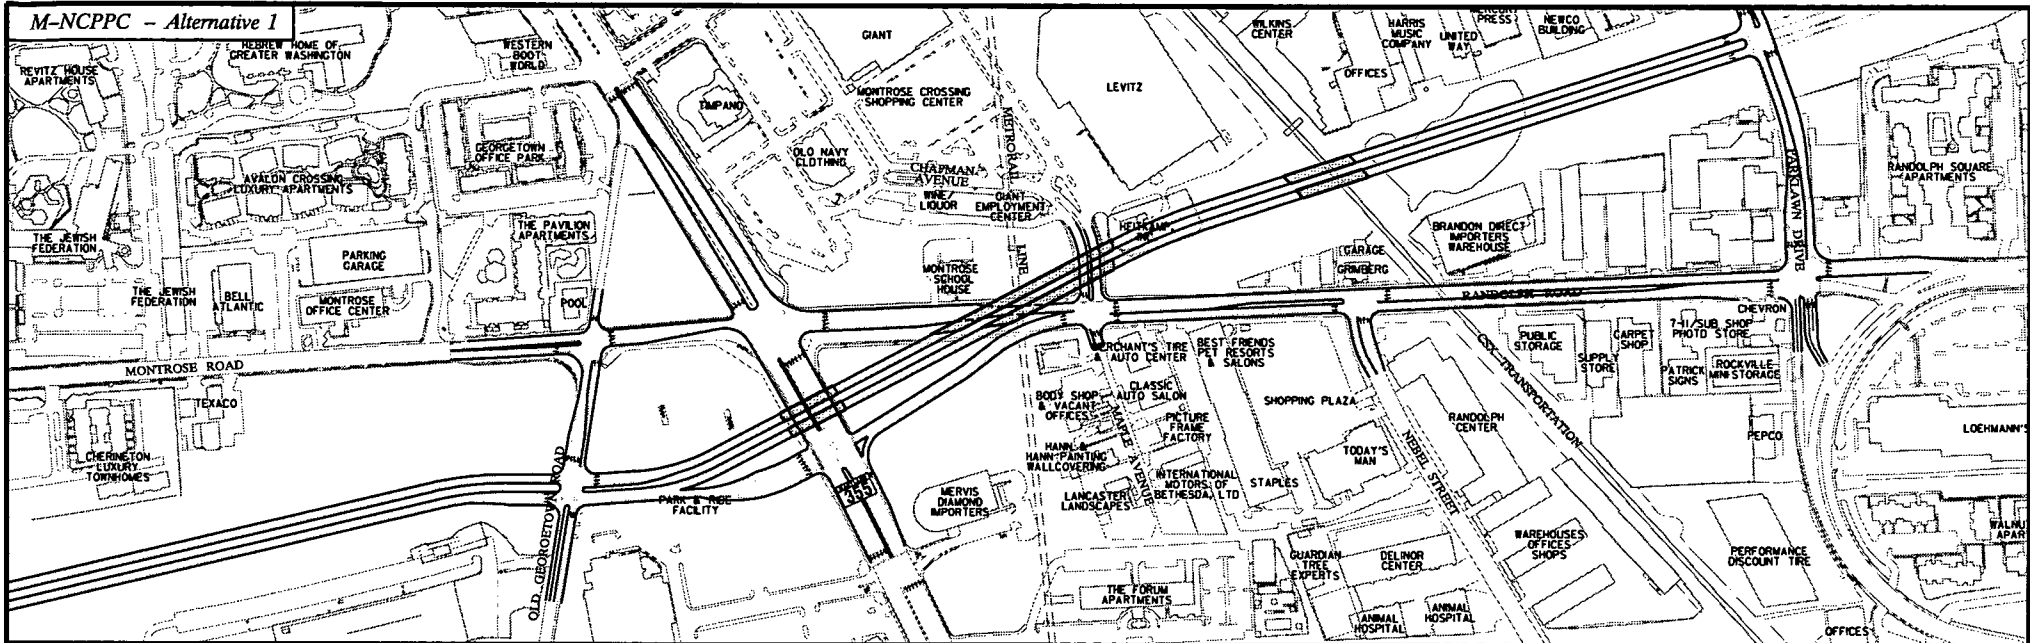 M-NCPPC - Alternative 1
REVITZ HOUSE
APARTMENTS
HEBREW HOME OF
GREATER WASHINGTON
WESTERN
BOOT
WORLD
GIANT
WILKINS
CENTER
HARRIS
MUSIC
COMPANY
UNITED
WAY
MERCURY
PRESS
NEWCO
BUILDING
OFFICES
TIMPANO
MONTROSE CROSSING
SHOPPING CENTER
METRORAIL
LINE
LEVITZ
GEORGETOWN
OFFICE PARK
OLD NAVY
CLOTHING
CHAPMAN
AVENUE
WINE/
LIQUOR
GIANT
EMPLOYMENT
CENTER
AVALON CROSSING
LUXURY APARTMENTS
PARKLAWN DRIVE
RANDOLPH SQUARE
APARTMENTS
THE JEWISH
FEDERATION
PARKING
GARAGE
THE PAVILION
APARTMENTS
BRANDON DIRECT
IMPORTERS
WAREHOUSE
GARAGE
GRIMBERG
MONTROSE
SCHOOL
HOUSE
THE JEWISH
FEDERATION
BELL
ATLANTIC
MONTROSE
OFFICE CENTER
POOL
RANDOLPH ROAD
CHEVRON
7-11/SUB SHOP
PHOTO STORE
PUBLIC
STORAGE
CARPET
SHOP
SUPPLY
STORE
PATRICK
SIGNS
ROCKVILLE
MINISTORAGE
MONTROSE ROAD
TEXACO
MERCHANT'S TIRE
& AUTO CENTER
BEST FRIENDS
PET RESORTS
& SALONS
CSX TRANSPORTATION
BODY SHOP
& VACANT
OFFICES
CLASSIC
AUTO SALON
MAPLE AVENUE
PICTURE
FRAME
FACTORY
SHOPPING PLAZA
RANDOLPH
CENTER
NEBEL STREET
PEPCO
LOEHMANN'S
CHERINGTON
LUXURY
TOWNHOMES
OLD GEORGETOWN ROAD
HANN &
HANN PAINTING
WALLCOVERING
TODAY'S
MAN
INTERNATIONAL
MOTORS OF
BETHESDA, LTD
STAPLES
PARK & RIDE
FACILITY
355
MERVIS
DIAMOND
IMPORTERS
LANCASTER
LANDSCAPES
WAREHOUSES
OFFICES
SHOPS
PERFORMANCE
DISCOUNT TIRE
GUARDIAN
TREE
EXPERTS
DELINOR
CENTER
THE FORUM
APARTMENTS
ANIMAL
HOSPITAL
ANIMAL
HOSPITAL
OFFICES